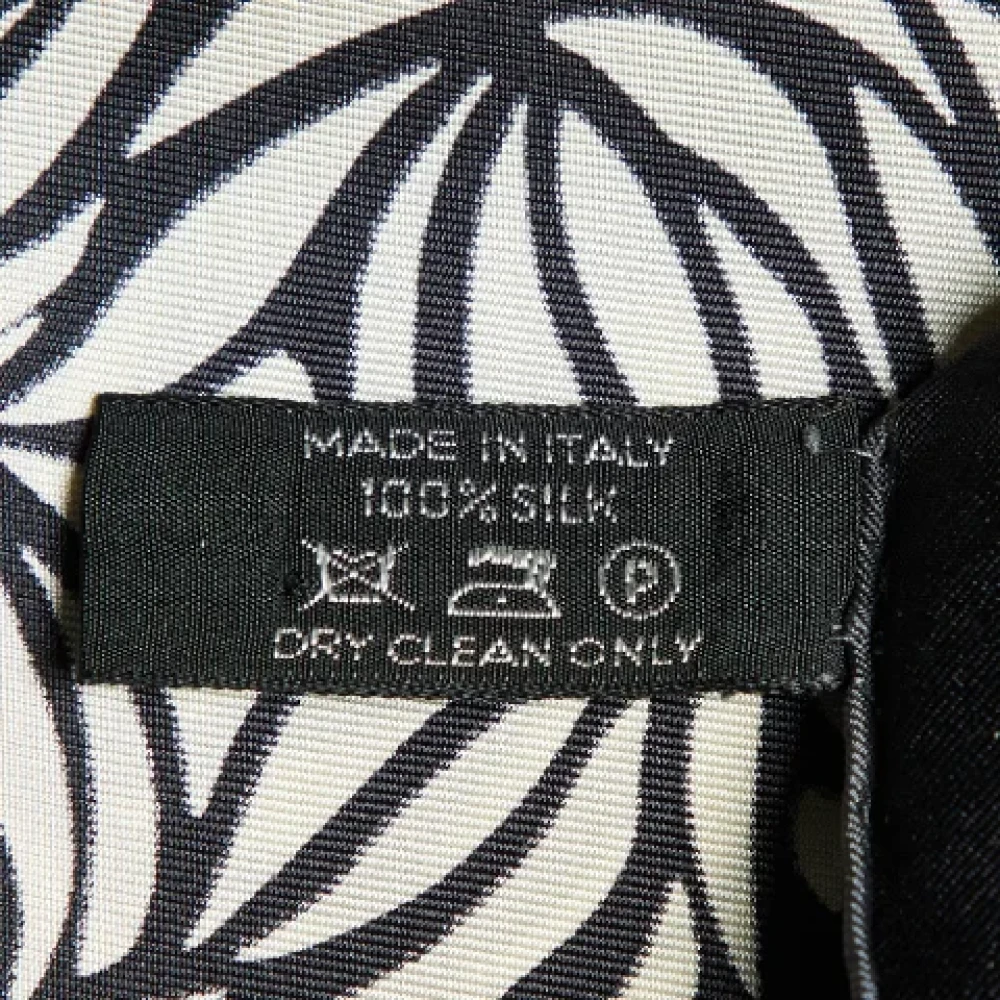 MADE IN ITALY
100% SILK
P
DRY CLEAN ONLY